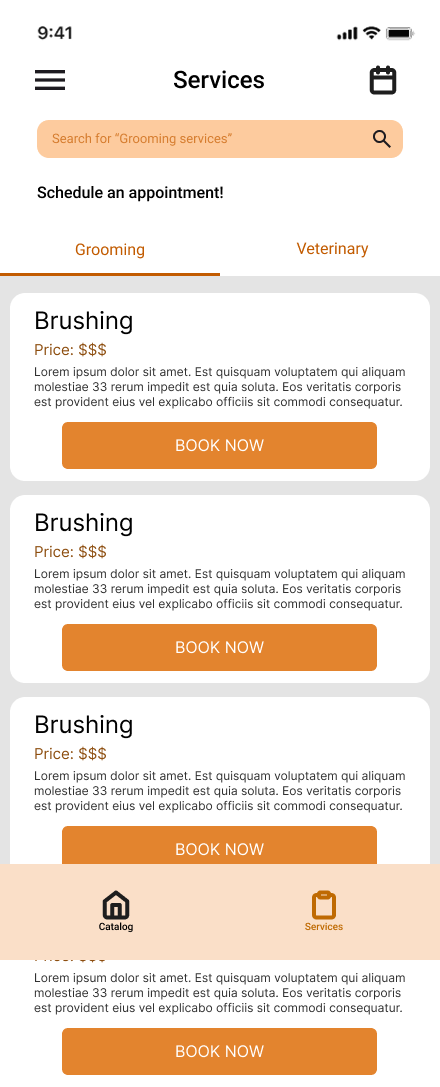 9:41
Services
Search for “Grooming services”
Schedule an appointment!
Grooming
Veterinary
Brushing
Price: $$$
Lorem ipsum dolor sit amet. Est quisquam voluptatem qui aliquam
molestiae 33 rerum impedit est quia soluta. Eos veritatis corporis
est provident eius vel explicabo officiis sit commodi consequatur.
BOOK NOW
Brushing
Price: $$$
Lorem ipsum dolor sit amet. Est quisquam voluptatem qui aliquam
molestiae 33 rerum impedit est quia soluta. Eos veritatis corporis
est provident eius vel explicabo officiis sit commodi consequatur.
BOOK NOW
Brushing
Price: $$$
Lorem ipsum dolor sit amet. Est quisquam voluptatem qui aliquam
molestiae 33 rerum impedit est quia soluta. Eos veritatis corporis
est provident eius vel explicabo officiis sit commodi consequatur.
BOOK NOW
Catalog
Services
Lorem ipsum dolor sit amet. Est quisquam voluptatem qui aliquam
molestiae 33 rerum impedit est quia soluta. Eos veritatis corporis
est provident eius vel explicabo officiis sit commodi consequatur.
BOOK NOW